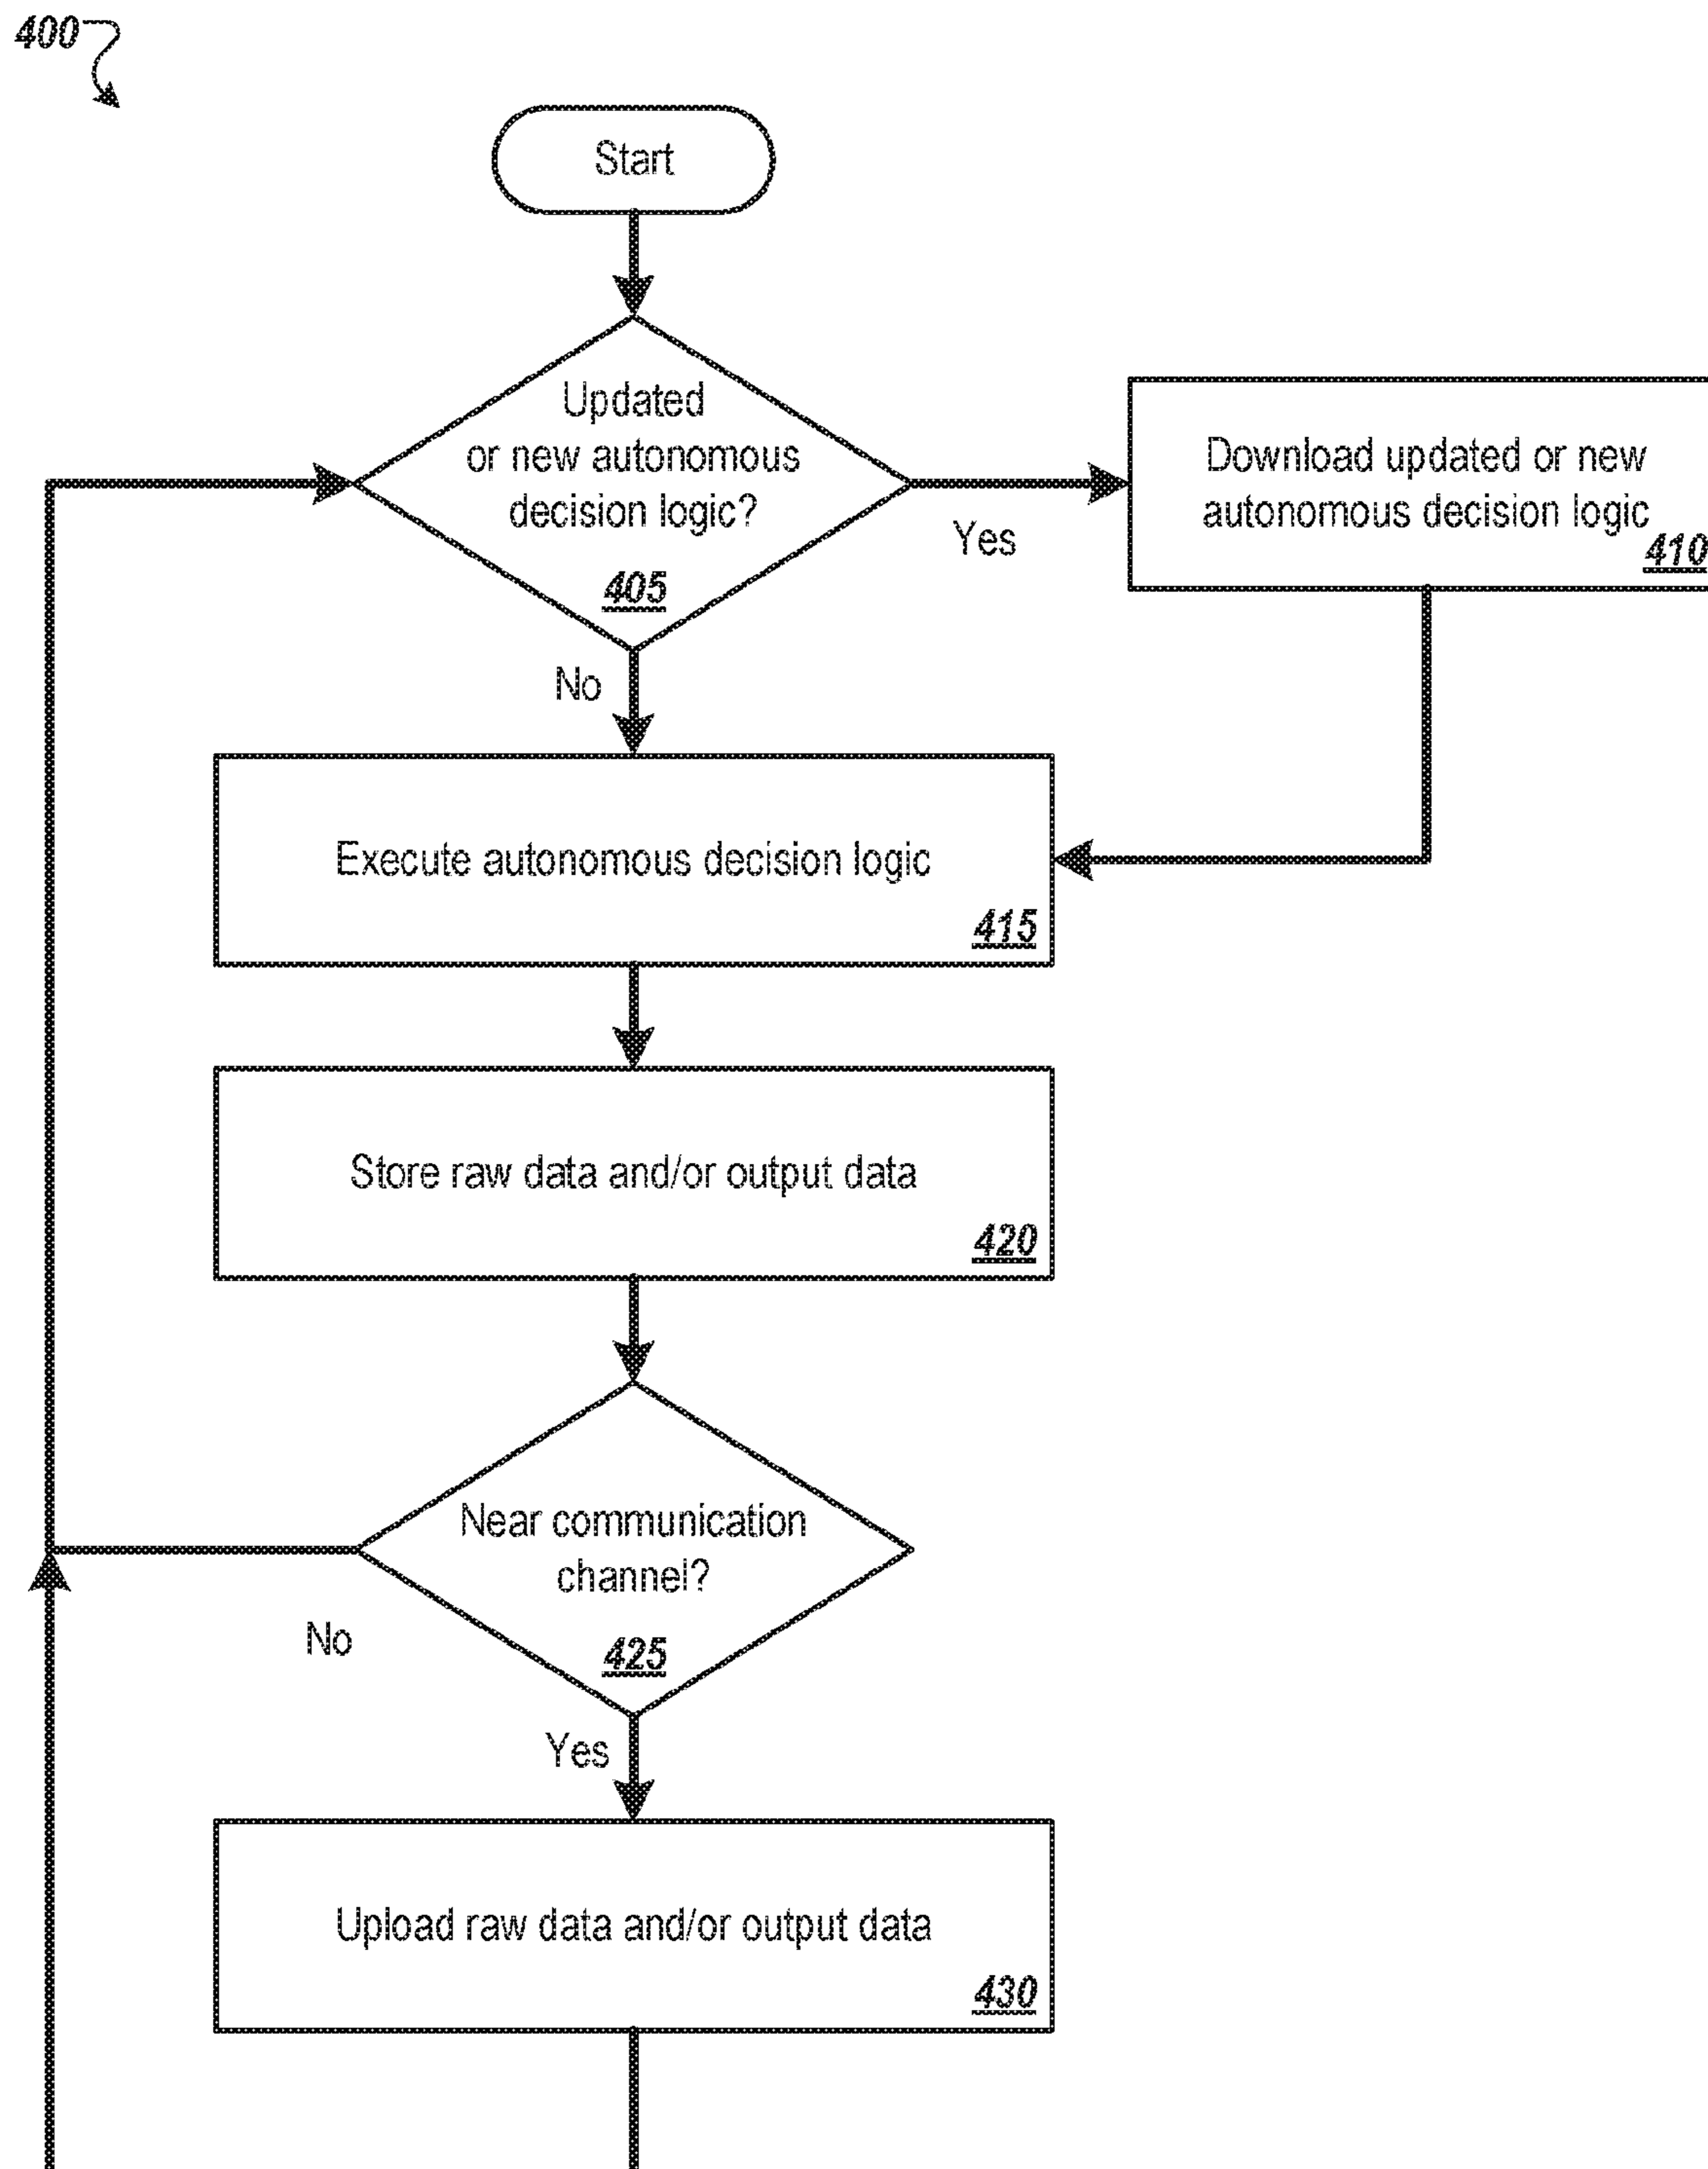 400
Start
Updated
or new autonomous
decision logic?
405
Yes
Download updated or new
autonomous decision logic
410
No
Execute autonomous decision logic
415
Store raw data and/or output data
420
Near communication
channel?
425
No
Yes
Upload raw data and/or output data
430